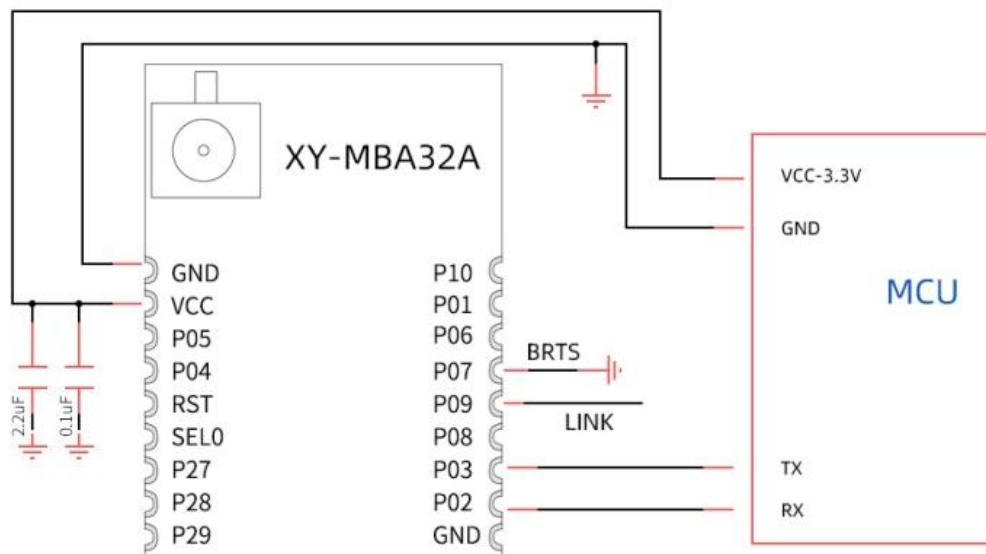 XY-MBA32A
GND
VCC
P05
P04
RST
SEL0
P27
P28
P29
P10
P01
P06
P07
P09
P08
P03
P02
GND
BRTS
LINK
2.2uF
0.1uF
VCC-3.3V
GND
MCU
TX
RX